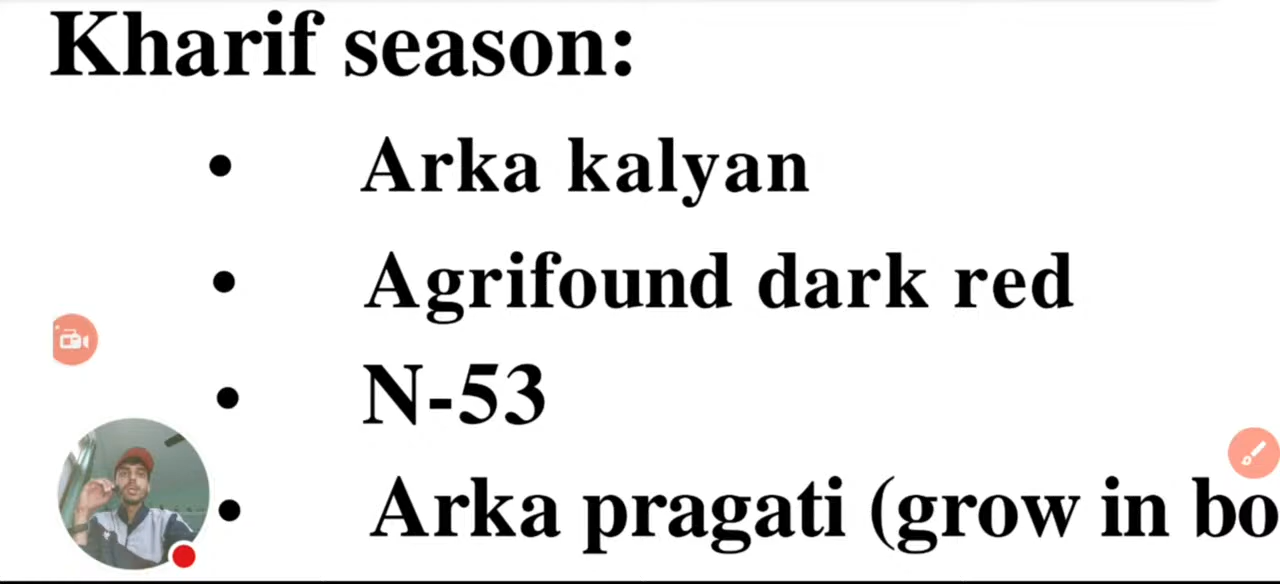 Kharif season:
• Arka kalyan
• Agrifound dark red
• N-53
• Arka pragati (grow in bo